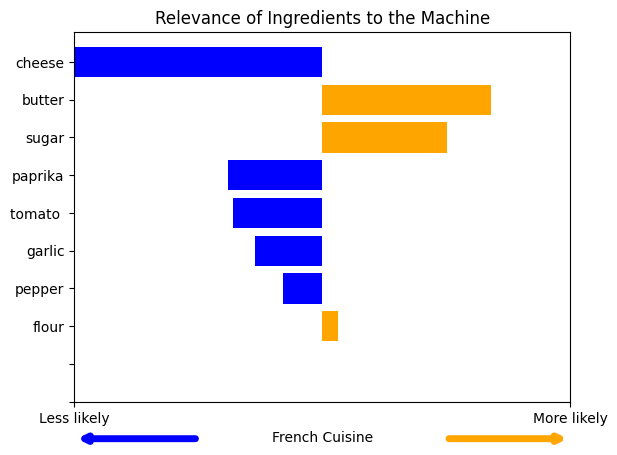 Relevance of Ingredients to the Machine
cheese
butter
sugar
paprika
tomato
garlic
pepper
flour
Less likely
More likely
French Cuisine